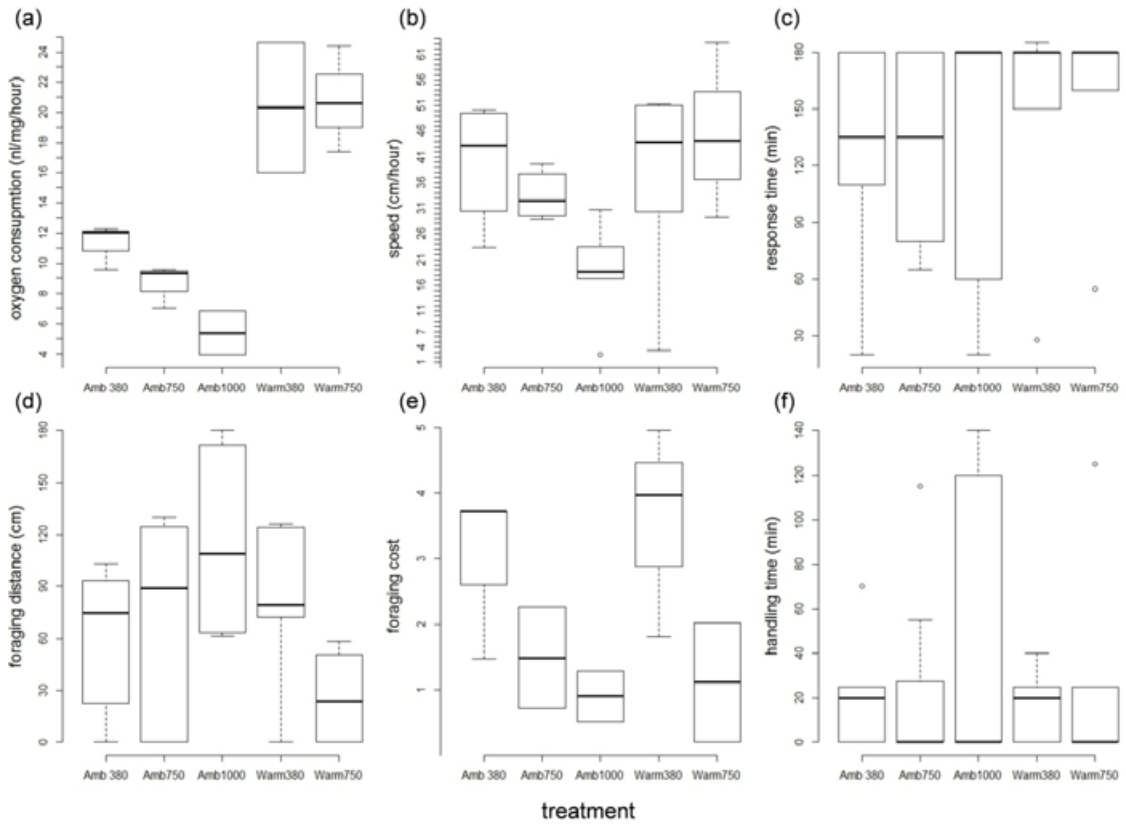 (a)
oxygen consupmtion (nl/mg/hour)
24
22
20
18
16
14
12
10
8
6
4
Amb 380 Amb750 Amb1000 Warm380 Warm750
(b)
speed (cm/hour)
61
56
51
46
41
36
31
26
21
16
11
7
4
1
Amb 380 Amb750 Amb1000 Warm380 Warm750
(c)
response time (min)
180
150
120
90
60
30
Amb 380 Amb750 Amb1000 Warm380 Warm750
(d)
foraging distance (cm)
180
150
120
90
60
30
0
Amb 380 Amb750 Amb1000 Warm380 Warm750
(e)
foraging cost
5
4
3
2
1
Amb 380 Amb750 Amb1000 Warm380 Warm750
(f)
handling time (min)
140
120
100
80
60
40
20
0
Amb 380 Amb750 Amb1000 Warm380 Warm750
treatment